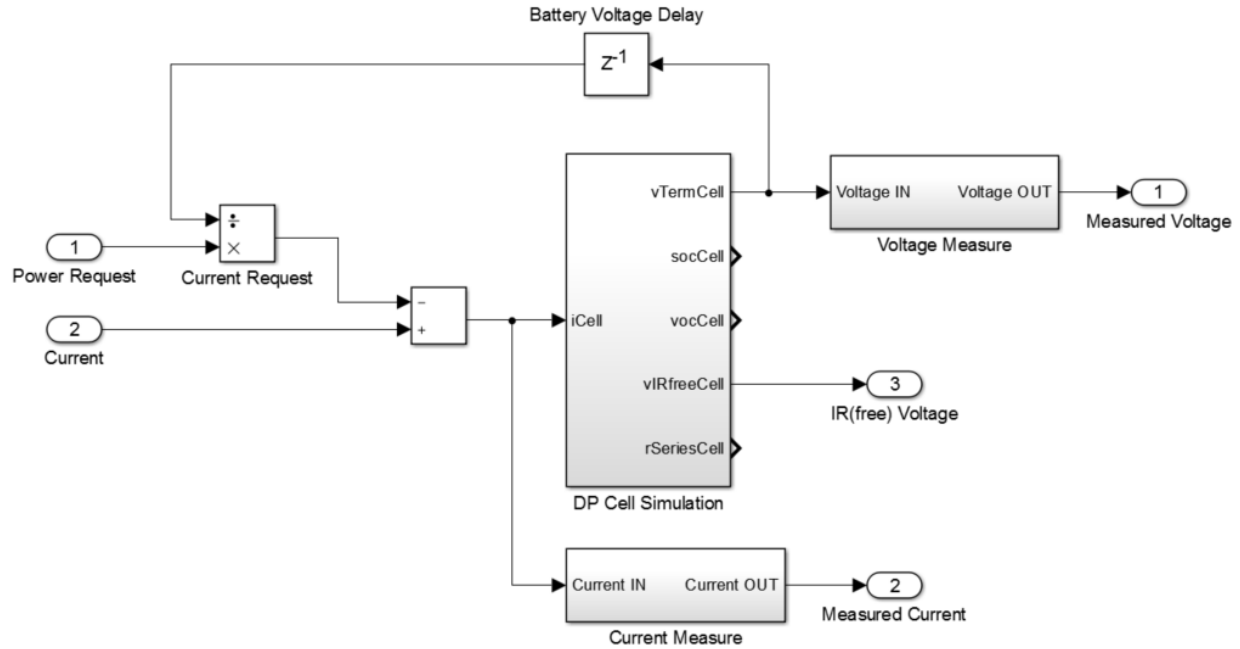 Battery Voltage Delay
z-1
÷
×
1
Power Request
Current Request
2
Current
−
+
iCell
vTermCell
socCell
vocCell
vIRfreeCell
rSeriesCell
DP Cell Simulation
Voltage IN
Voltage OUT
Voltage Measure
1
Measured Voltage
3
IR(free) Voltage
Current IN
Current OUT
Current Measure
2
Measured Current